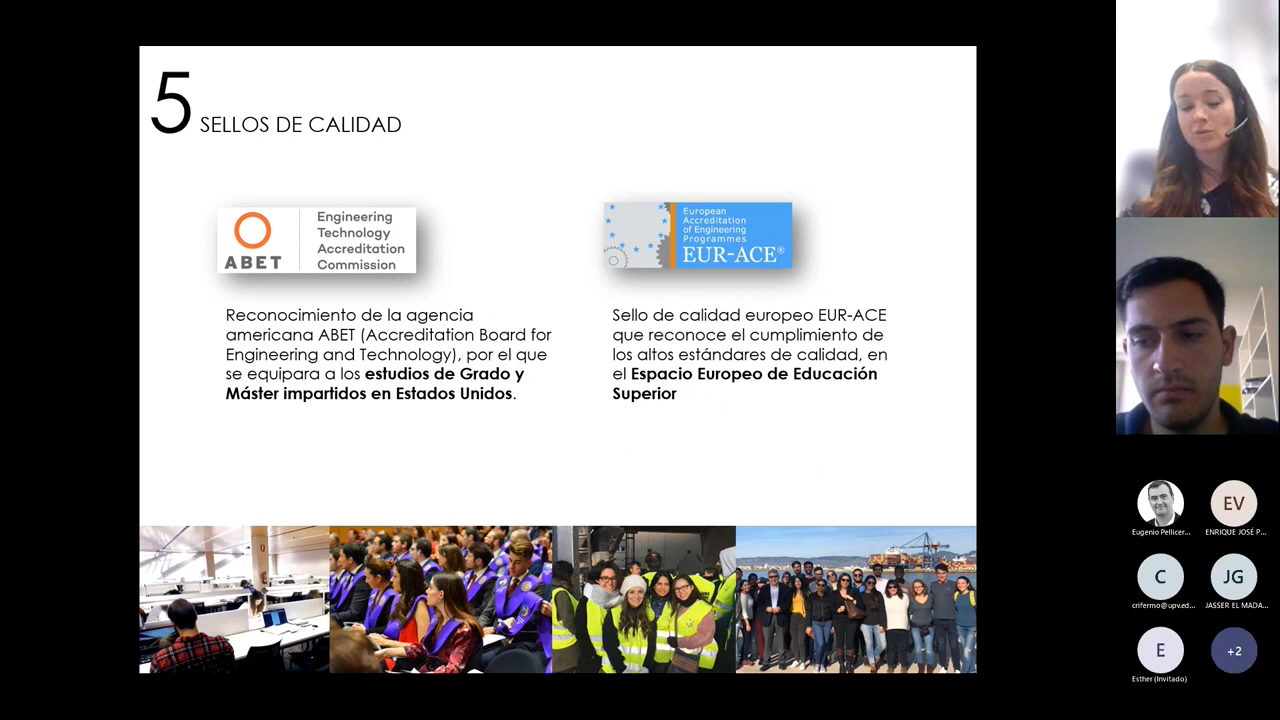 5 SELLOS DE CALIDAD
ABET
Engineering
Technology
Accreditation
Commission
European
Accreditation
of Engineering
Programmes
EUR-ACE®
Reconocimiento de la agencia
americana ABET (Accreditation Board for
Engineering and Technology), por el que
se equipara a los estudios de Grado y
Máster impartidos en Estados Unidos.
Sello de calidad europeo EUR-ACE
que reconoce el cumplimiento de
los altos estándares de calidad, en
el Espacio Europeo de Educación
Superior
EV
Eugenio Pellicer...
ENRIQUE JOSÉ P...
C
JG
crifermo@upv.ed...
JASSER EL MADA...
E
+2
Esther (Invitado)